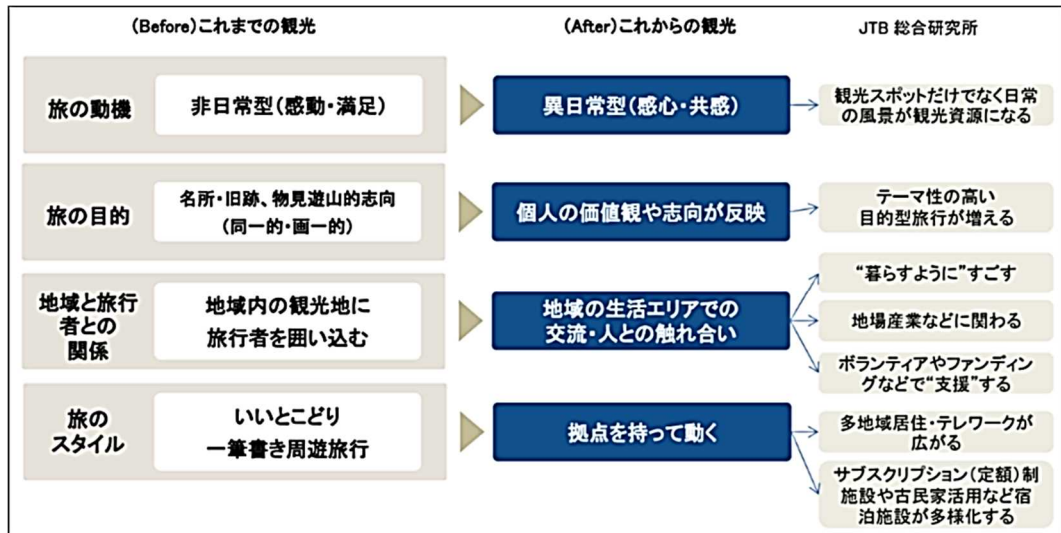 (Before)これまでの観光
(After)これからの観光
JTB 総合研究所
旅の動機
非日常型(感動・満足)
異日常型(感心・共感)
観光スポットだけでなく日常
の風景が観光資源になる
旅の目的
名所・旧跡、物見遊山的志向
(同一的・画一的)
個人の価値観や志向が反映
テーマ性の高い
目的型旅行が増える
地域と旅行
者との
関係
地域内の観光地に
旅行者を囲い込む
地域の生活エリアでの
交流・人との触れ合い
“暮らすように”すごす
地場産業などに関わる
ボランティアやファンディン
グなどで“支援”する
旅の
スタイル
いいとこどり
一筆書き周遊旅行
拠点を持って動く
多地域居住・テレワークが
広がる
サブスクリプション(定額)制
施設や古民家活用など宿
泊施設が多様化する